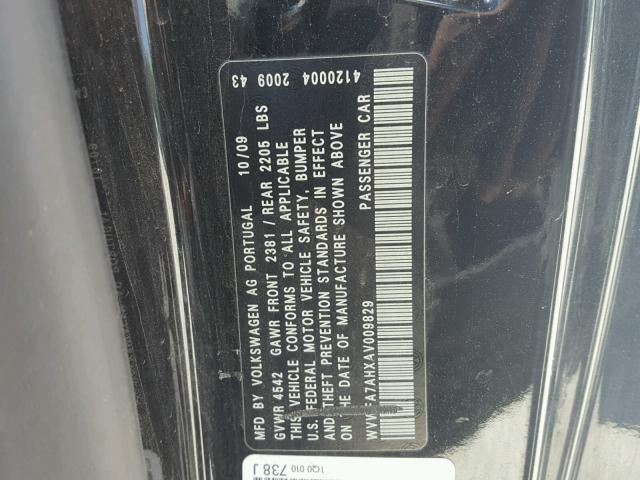 4120004 2009 43
MFD BY VOLKSWAGEN AG PORTUGAL 10/09
GVWR 4542 GAWR FRONT 2381 / REAR 2205 LBS
THIS VEHICLE CONFORMS TO ALL APPLICABLE
U.S. FEDERAL MOTOR VEHICLE SAFETY, BUMPER
AND THEFT PREVENTION STANDARDS IN EFFECT
ON THE DATE OF MANUFACTURE SHOWN ABOVE
PASSENGER CAR
FA7AHXAV009829
1Q0 010 738 J